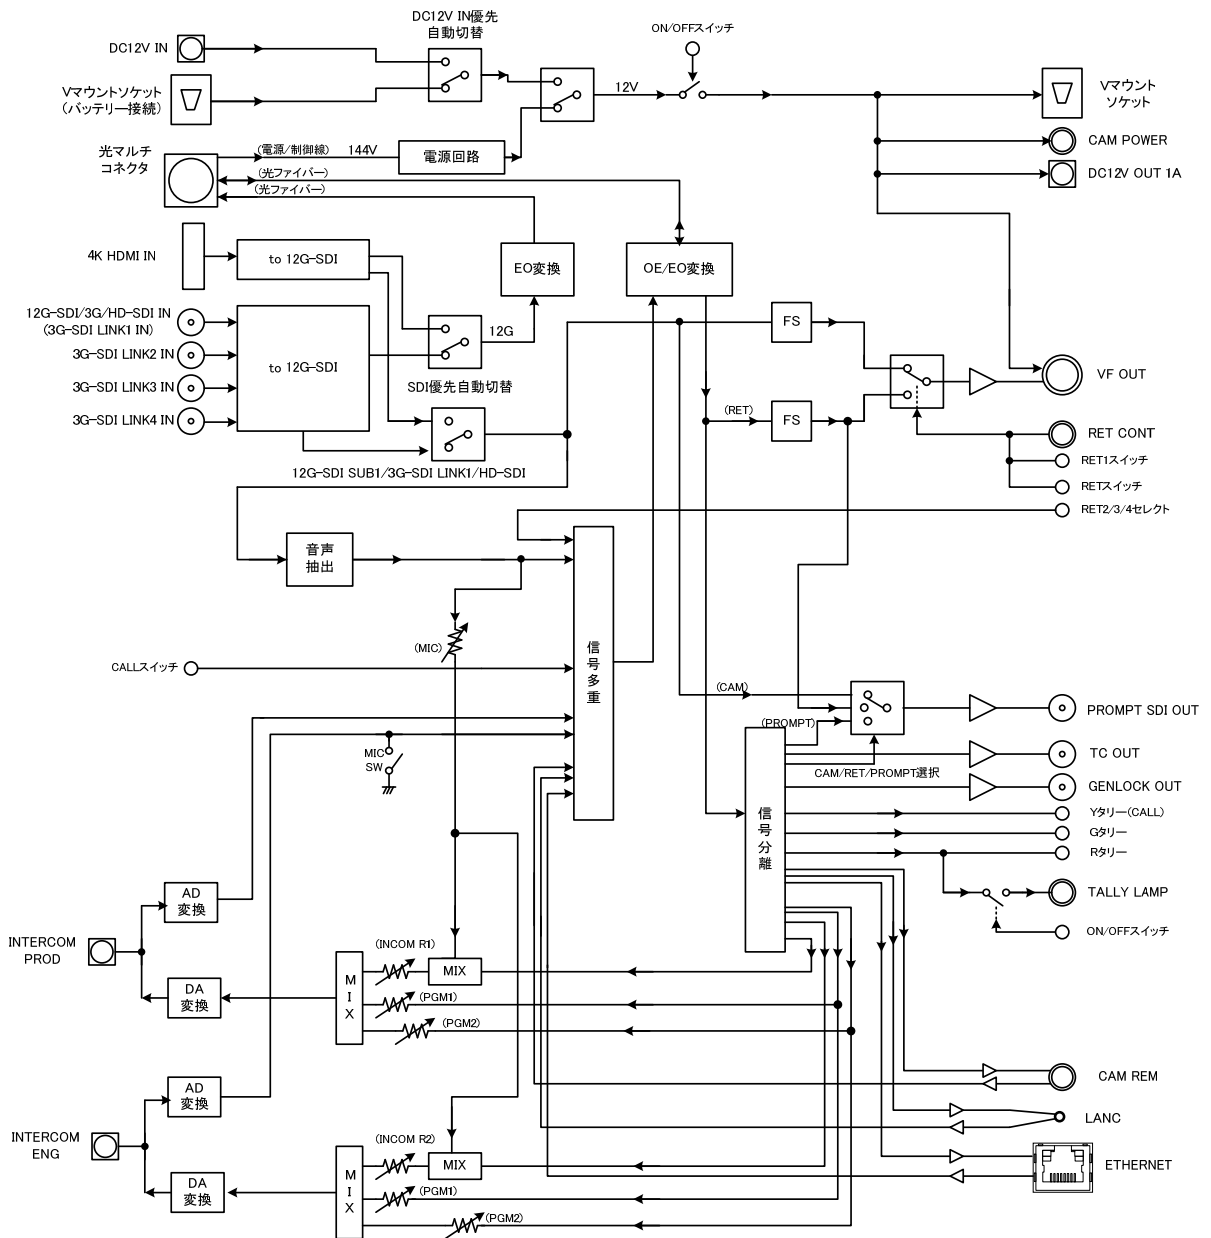 DC12V IN
Vマウントソケット
(バッテリー接続)
光マルチ
コネクタ
DC12V IN優先
自動切替
ON/OFFスイッチ
12V
(電源/制御線) 144V
電源回路
(光ファイバー)
(光ファイバー)
Vマウント
ソケット
CAM POWER
DC12V OUT 1A
4K HDMI IN
to 12G-SDI
EO変換
OE/EO変換
12G-SDI/3G/HD-SDI IN
(3G-SDI LINK1 IN)
3G-SDI LINK2 IN
3G-SDI LINK3 IN
3G-SDI LINK4 IN
to 12G-SDI
12G
SDI優先自動切替
12G-SDI SUB1/3G-SDI LINK1/HD-SDI
FS
(RET)
FS
VF OUT
RET CONT
RET1スイッチ
RETスイッチ
RET2/3/4セレクト
音声
抽出
(MIC)
CALLスイッチ
信号多重
MIC
SW
(CAM)
(PROMPT)
CAM/RET/PROMPT選択
信号分離
PROMPT SDI OUT
TC OUT
GENLOCK OUT
Yタリー(CALL)
Gタリー
Rタリー
TALLY LAMP
ON/OFFスイッチ
INTERCOM
PROD
AD
変換
DA
変換
MIX
(INCOM R1)
MIX
(PGM1)
(PGM2)
INTERCOM
ENG
AD
変換
DA
変換
MIX
(INCOM R2)
MIX
(PGM1)
(PGM2)
CAM REM
LANC
ETHERNET